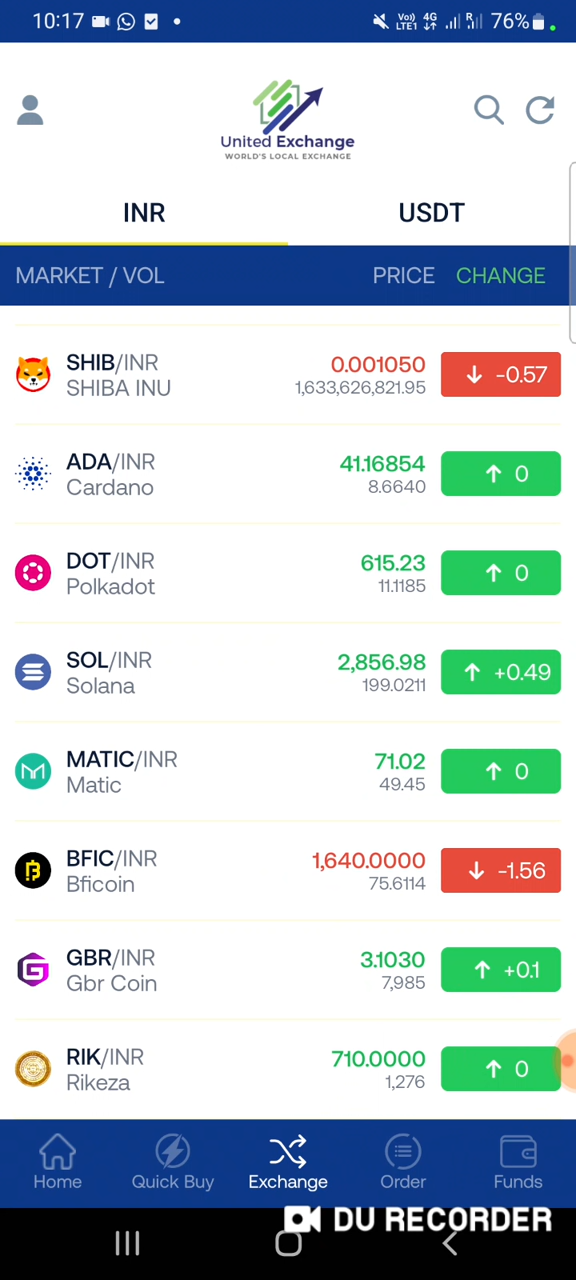 10:17
Vo)) 4G R 76%
LTE1
United Exchange
WORLD'S LOCAL EXCHANGE
INR USDT
MARKET / VOL PRICE CHANGE
SHIB/INR 0.001050 -0.57
SHIBA INU 1,633,626,821.95
ADA/INR 41.16854 0
Cardano 8.6640
DOT/INR 615.23 0
Polkadot 11.1185
SOL/INR 2,856.98 +0.49
Solana 199.0211
MATIC/INR 71.02 0
Matic 49.45
BFIC/INR 1,640.0000 -1.56
Bficoin 75.6114
GBR/INR 3.1030 +0.1
Gbr Coin 7,985
RIK/INR 710.0000 0
Rikeza 1,276
Home Quick Buy Exchange Order Funds
DU RECORDER